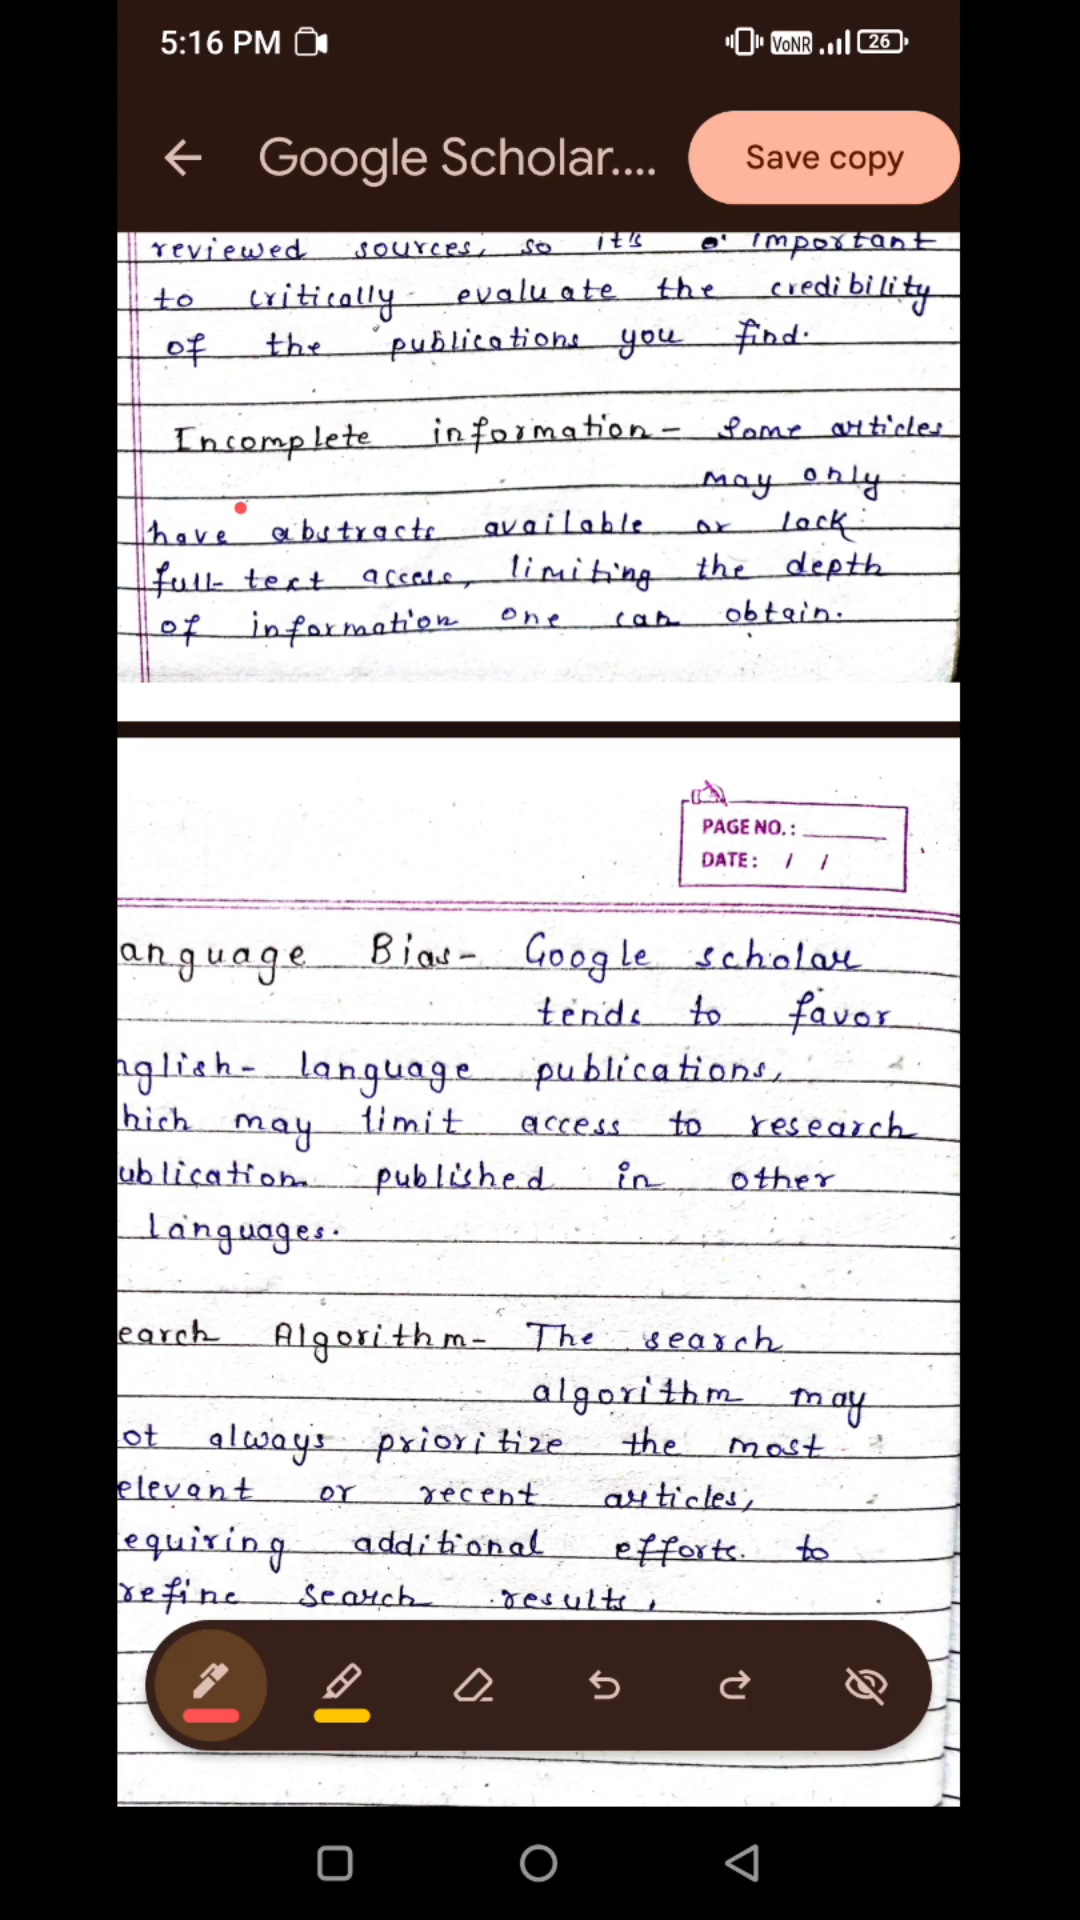 5:16 PM
VoNR
26
Google Scholar....
Save copy
reviewed sources, so it's important
to critically evaluate the credibility
of the publications you find.
Incomplete information- Some articles
may only
have abstracts available or lack
full-text access, limiting the depth
of information one can obtain.
PAGE NO.:
DATE: / /
anguage Bias- Google scholar
tends to favor
nglish- language publications,
hich may limit access to research
ublication published in other
languages.
earch Algorithm- The search
algorithm may
ot always prioritize the most
elevant or recent articles,
equiring additional efforts to
refine search results.